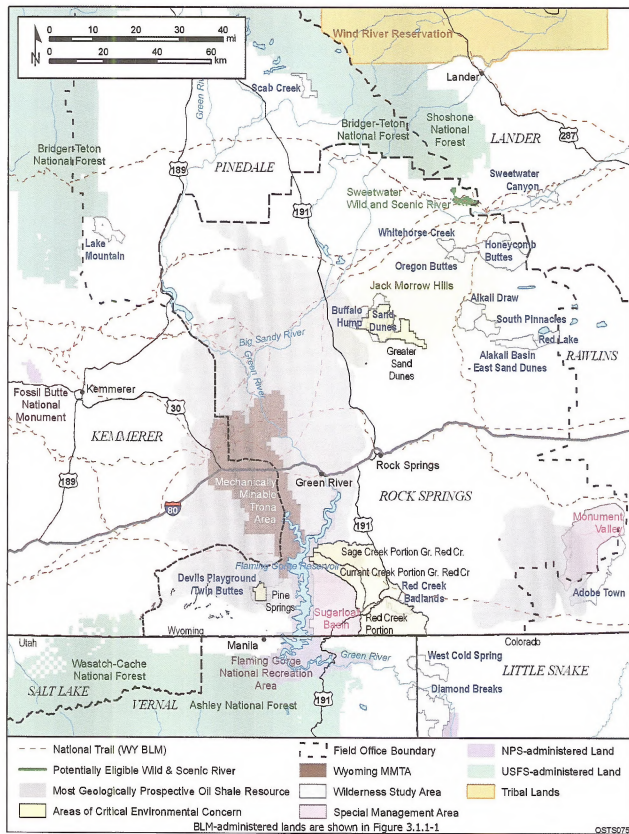 0 10 20 30 40 mi
0 10 20 30 40 50 60 km
N
Wind River Reservation
Green River
Scab Creek
Lander
Bridger-Teton
National Forest
Shoshone
National
Forest
LANDER
287
Bridger-Teton
National Forest
PINEDALE
189
191
Sweetwater
Canyon
Sweetwater
Wild and Scenic River
Lake
Mountain
Whitehorse Creek
Honeycomb
Buttes
Oregon Buttes
Jack Morrow Hills
Alkali Draw
Buffalo
Hump
Sand
Dunes
South Pinnacles
Red Lake
Big Sandy River
Greater
Sand
Dunes
Alakali Basin
East Sand Dunes
RAWLINS
Green River
Fossil Butte
National
Monument
Kemmerer
30
KEMMERER
189
Rock Springs
Green River
Mechanically
Minable
Trona
Area
ROCK SPRINGS
80
191
Monument
Valley
Sage Creek Portion Gr. Red Cr.
Flaming Gorge Reservoir
Currant Creek Portion Gr. Red Cr
Devils Playground
/Twin Buttes
Pine
Springs
Red Creek
Badlands
Adobe Town
Sugarloaf
Basin
Red Creek
Portion
Wyoming
Utah
Manila
Colorado
Wasatch-Cache
National Forest
Flaming Gorge
National Recreation
Area
Green River
West Cold Spring
LITTLE SNAKE
SALT LAKE
VERNAL
Ashley National Forest
191
Diamond Breaks
National Trail (WY BLM)
Field Office Boundary
NPS-administered Land
Potentially Eligible Wild & Scenic River
Wyoming MMTA
USFS-administered Land
Most Geologically Prospective Oil Shale Resource
Wilderness Study Area
Tribal Lands
Areas of Critical Environmental Concern
Special Management Area
BLM-administered lands are shown in Figure 3.1.1-1
OSTS075